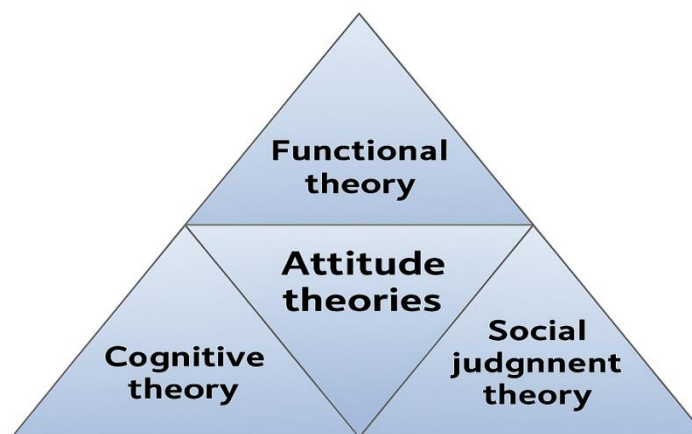 Functional
theory
Attitude
theories
Cognitive
theory
Social
judgnnent
theory